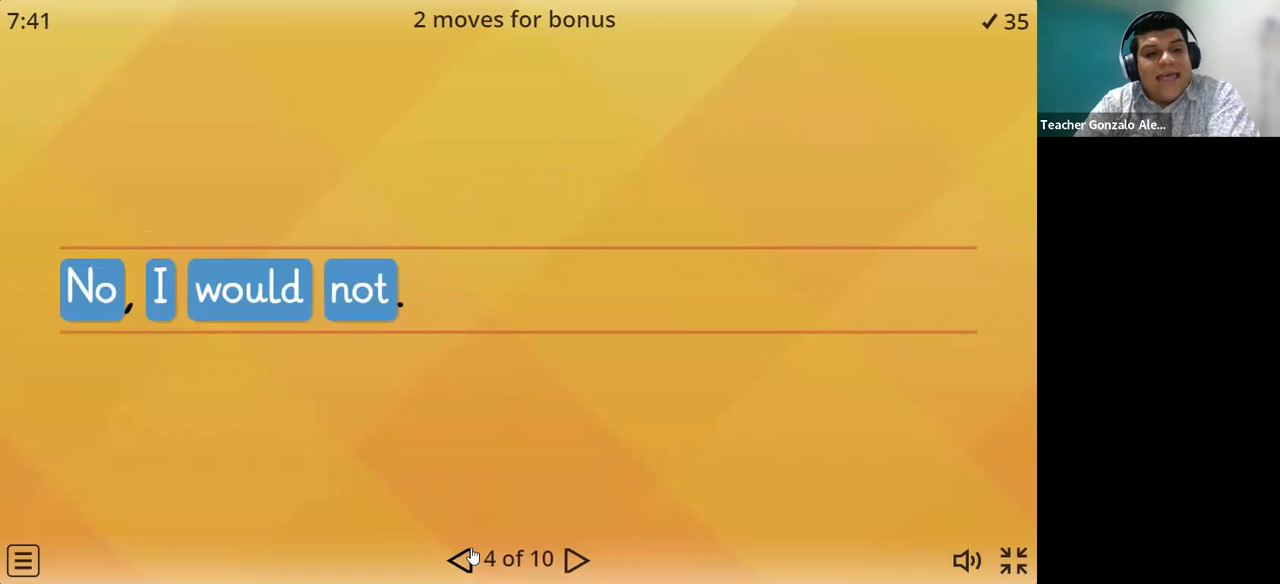 7:41 2 moves for bonus ✓ 35
Teacher Gonzalo Ale...
No, I would not.
4 of 10